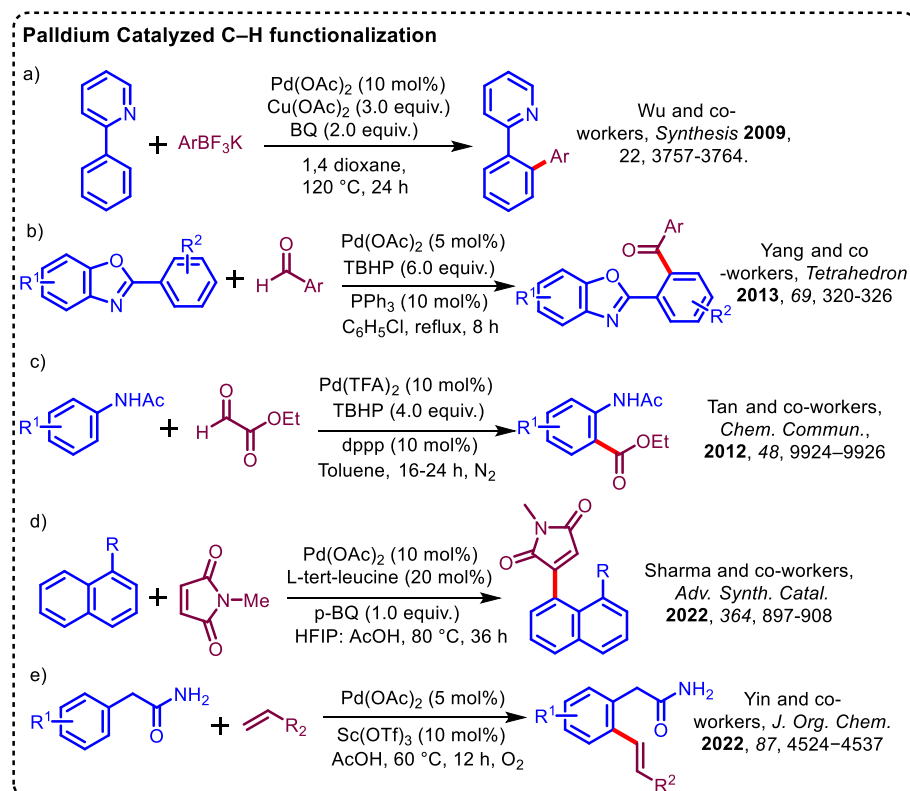 Palldium Catalyzed C–H functionalization
a)
N
+ ArBF3K
Pd(OAc)2 (10 mol%)
Cu(OAc)2 (3.0 equiv.)
BQ (2.0 equiv.)
1,4 dioxane,
120 °C, 24 h
N
Ar
Wu and co-
workers, Synthesis 2009,
22, 3757-3764.
b)
R1
O
N
R2
+
O
H
Ar
Pd(OAc)2 (5 mol%)
TBHP (6.0 equiv.)
PPh3 (10 mol%)
C6H5Cl, reflux, 8 h
R1
O
N
O
Ar
R2
Yang and co
-workers, Tetrahedron
2013, 69, 320-326
c)
R1
NHAc
+
O
H
OEt
O
Pd(TFA)2 (10 mol%)
TBHP (4.0 equiv.)
dppp (10 mol%)
Toluene, 16-24 h, N2
R1
NHAc
OEt
O
Tan and co-workers,
Chem. Commun.,
2012, 48, 9924–9926
d)
R
+
O
N–Me
O
Pd(OAc)2 (10 mol%)
L-tert-leucine (20 mol%)
p-BQ (1.0 equiv.)
HFIP: AcOH, 80 °C, 36 h
N
O
O
R
Sharma and co-workers,
Adv. Synth. Catal.
2022, 364, 897-908
e)
R1
NH2
O
+
R2
Pd(OAc)2 (5 mol%)
Sc(OTf)3 (10 mol%)
AcOH, 60 °C, 12 h, O2
R1
NH2
O
R2
Yin and co-
workers, J. Org. Chem.
2022, 87, 4524−4537